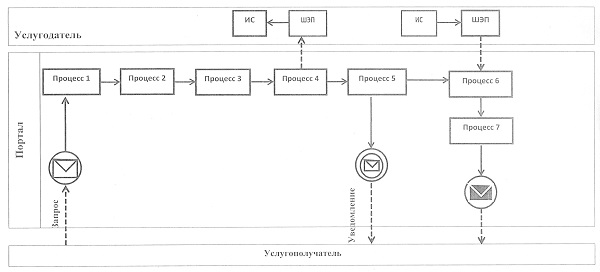 ИС
ШЭП
ИС
ШЭП
Услугодатель
Процесс 1
Процесс 2
Процесс 3
Процесс 4
Процесс 5
Процесс 6
Процесс 7
Портал
Запрос
Уведомление
Услугополучатель